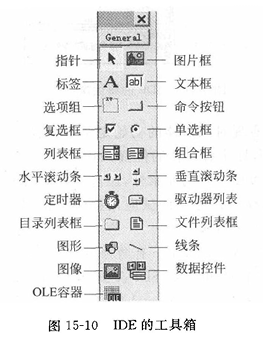 General
指针 图片框
标签 A ab 文本框
选项组 xv 命令按钮
复选框 单选框
列表框 组合框
水平滚动条 垂直滚动条
定时器 驱动器列表
目录列表框 文件列表框
图形 线条
图像 数据控件
OLE容器 OLE
图 15-10 IDE 的工具箱